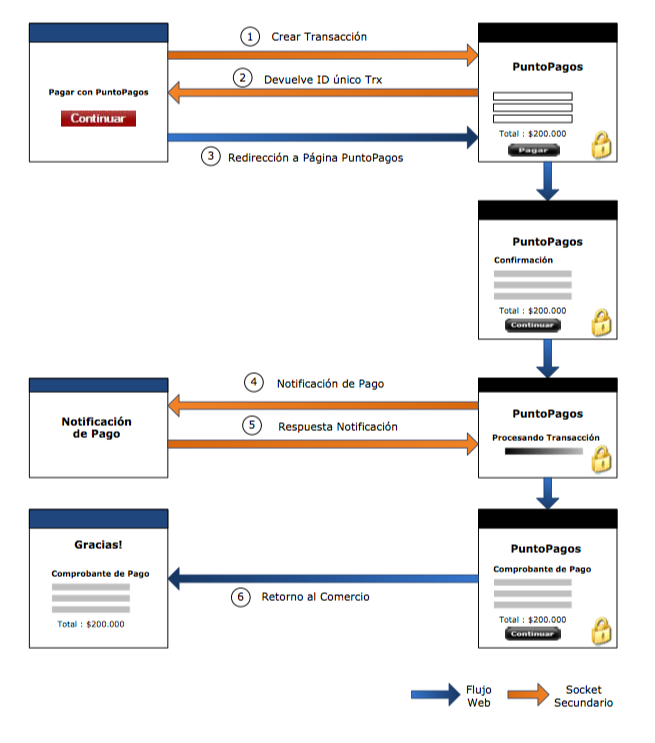 1 Crear Transacción
PuntoPagos
Pagar con PuntoPagos
Continuar
2 Devuelve ID único Trx
Total : $200.000
Pagar
3 Redirección a Página PuntoPagos
PuntoPagos
Confirmación
Total : $200.000
Continuar
4 Notificación de Pago
Notificación
de Pago
5 Respuesta Notificación
PuntoPagos
Procesando Transacción
Gracias!
Comprobante de Pago
Total : $200.000
6 Retorno al Comercio
PuntoPagos
Comprobante de Pago
Total : $200.000
Continuar
Flujo
Web
Socket
Secundario